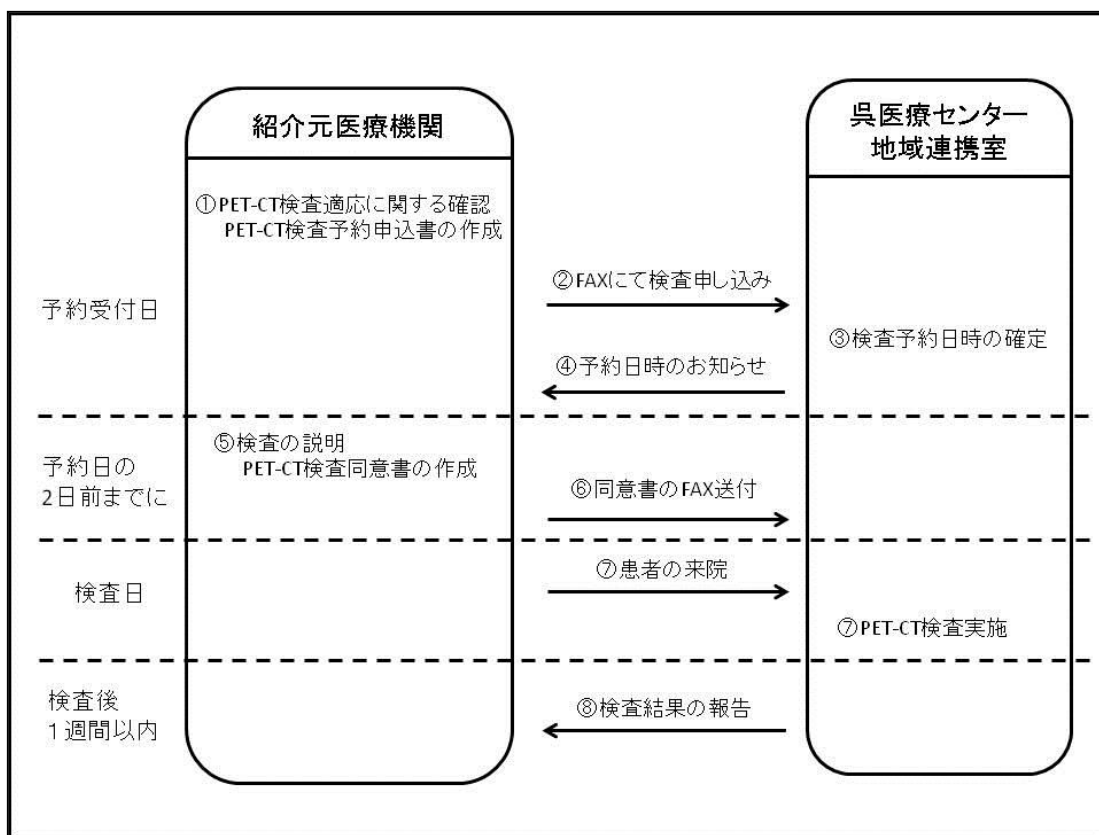 紹介元医療機関
呉医療センター
地域連携室
①PET-CT検査適応に関する確認
PET-CT検査予約申込書の作成
予約受付日
②FAXにて検査申し込み
③検査予約日時の確定
④予約日時のお知らせ
予約日の
2日前までに
⑤検査の説明
PET-CT検査同意書の作成
⑥同意書のFAX送付
検査日
⑦患者の来院
⑦PET-CT検査実施
検査後
1週間以内
⑧検査結果の報告